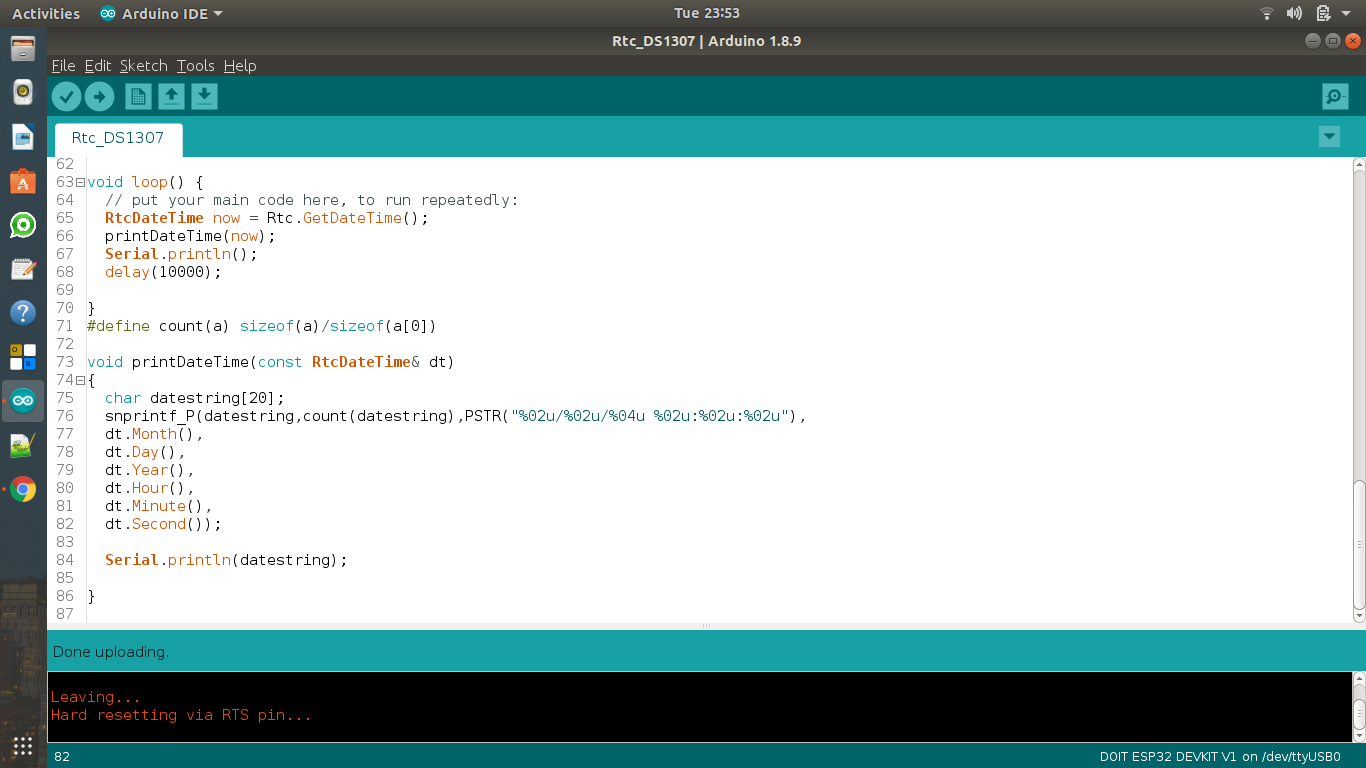 Activities Arduino IDE Tue 23:53
Rtc_DS1307 | Arduino 1.8.9
File Edit Sketch Tools Help
Rtc_DS1307
62
63 void loop() {
64 // put your main code here, to run repeatedly:
65 RtcDateTime now = Rtc.GetDateTime();
66 printDateTime(now);
67 Serial.println();
68 delay(10000);
69
70 }
71 #define count(a) sizeof(a)/sizeof(a[0])
72
73 void printDateTime(const RtcDateTime& dt)
74 {
75 char datestring[20];
76 snprintf_P(datestring,count(datestring),PSTR("%02u/%02u/%04u %02u:%02u:%02u"),
77 dt.Month(),
78 dt.Day(),
79 dt.Year(),
80 dt.Hour(),
81 dt.Minute(),
82 dt.Second());
83
84 Serial.println(datestring);
85
86 }
87
Done uploading.
Leaving...
Hard resetting via RTS pin...
82 DOIT ESP32 DEVKIT V1 on /dev/ttyUSB0